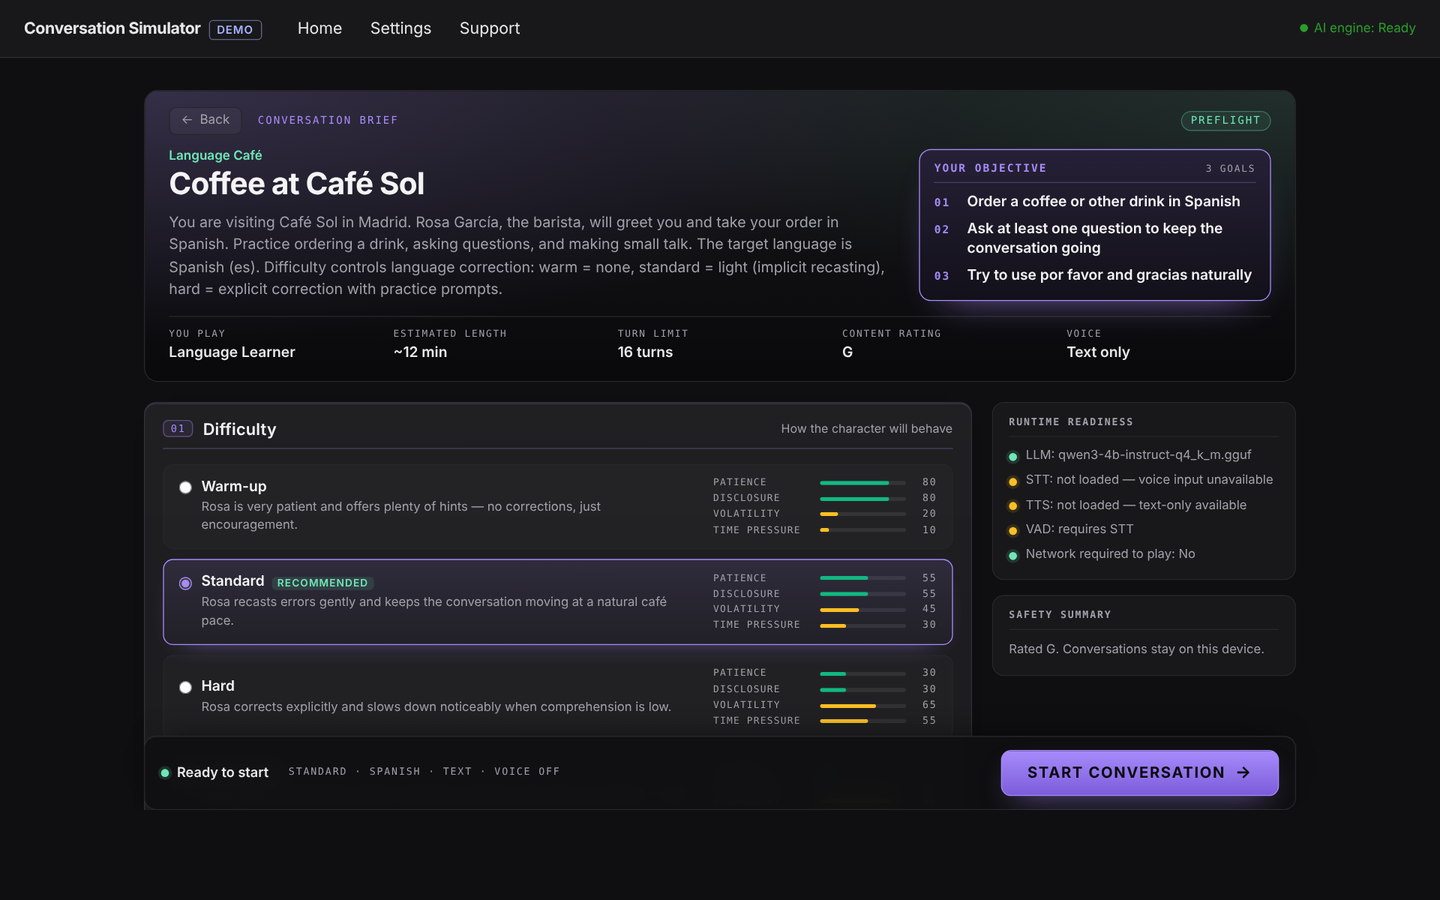 Conversation Simulator DEMO Home Settings Support AI engine: Ready
← Back CONVERSATION BRIEF PREFLIGHT
Language Café
Coffee at Café Sol
You are visiting Café Sol in Madrid. Rosa García, the barista, will greet you and take your order in
Spanish. Practice ordering a drink, asking questions, and making small talk. The target language is
Spanish (es). Difficulty controls language correction: warm = none, standard = light (implicit recasting),
hard = explicit correction with practice prompts.
YOUR OBJECTIVE 3 GOALS
01 Order a coffee or other drink in Spanish
02 Ask at least one question to keep the
conversation going
03 Try to use por favor and gracias naturally
YOU PLAY ESTIMATED LENGTH TURN LIMIT CONTENT RATING VOICE
Language Learner ~12 min 16 turns G Text only
01 Difficulty How the character will behave
Warm-up
Rosa is very patient and offers plenty of hints — no corrections, just
encouragement.
PATIENCE 80
DISCLOSURE 80
VOLATILITY 20
TIME PRESSURE 10
Standard RECOMMENDED
Rosa recasts errors gently and keeps the conversation moving at a natural café
pace.
PATIENCE 55
DISCLOSURE 55
VOLATILITY 45
TIME PRESSURE 30
Hard
Rosa corrects explicitly and slows down noticeably when comprehension is low.
PATIENCE 30
DISCLOSURE 30
VOLATILITY 65
TIME PRESSURE 55
RUNTIME READINESS
LLM: qwen3-4b-instruct-q4_k_m.gguf
STT: not loaded — voice input unavailable
TTS: not loaded — text-only available
VAD: requires STT
Network required to play: No
SAFETY SUMMARY
Rated G. Conversations stay on this device.
Ready to start STANDARD · SPANISH · TEXT · VOICE OFF
START CONVERSATION →